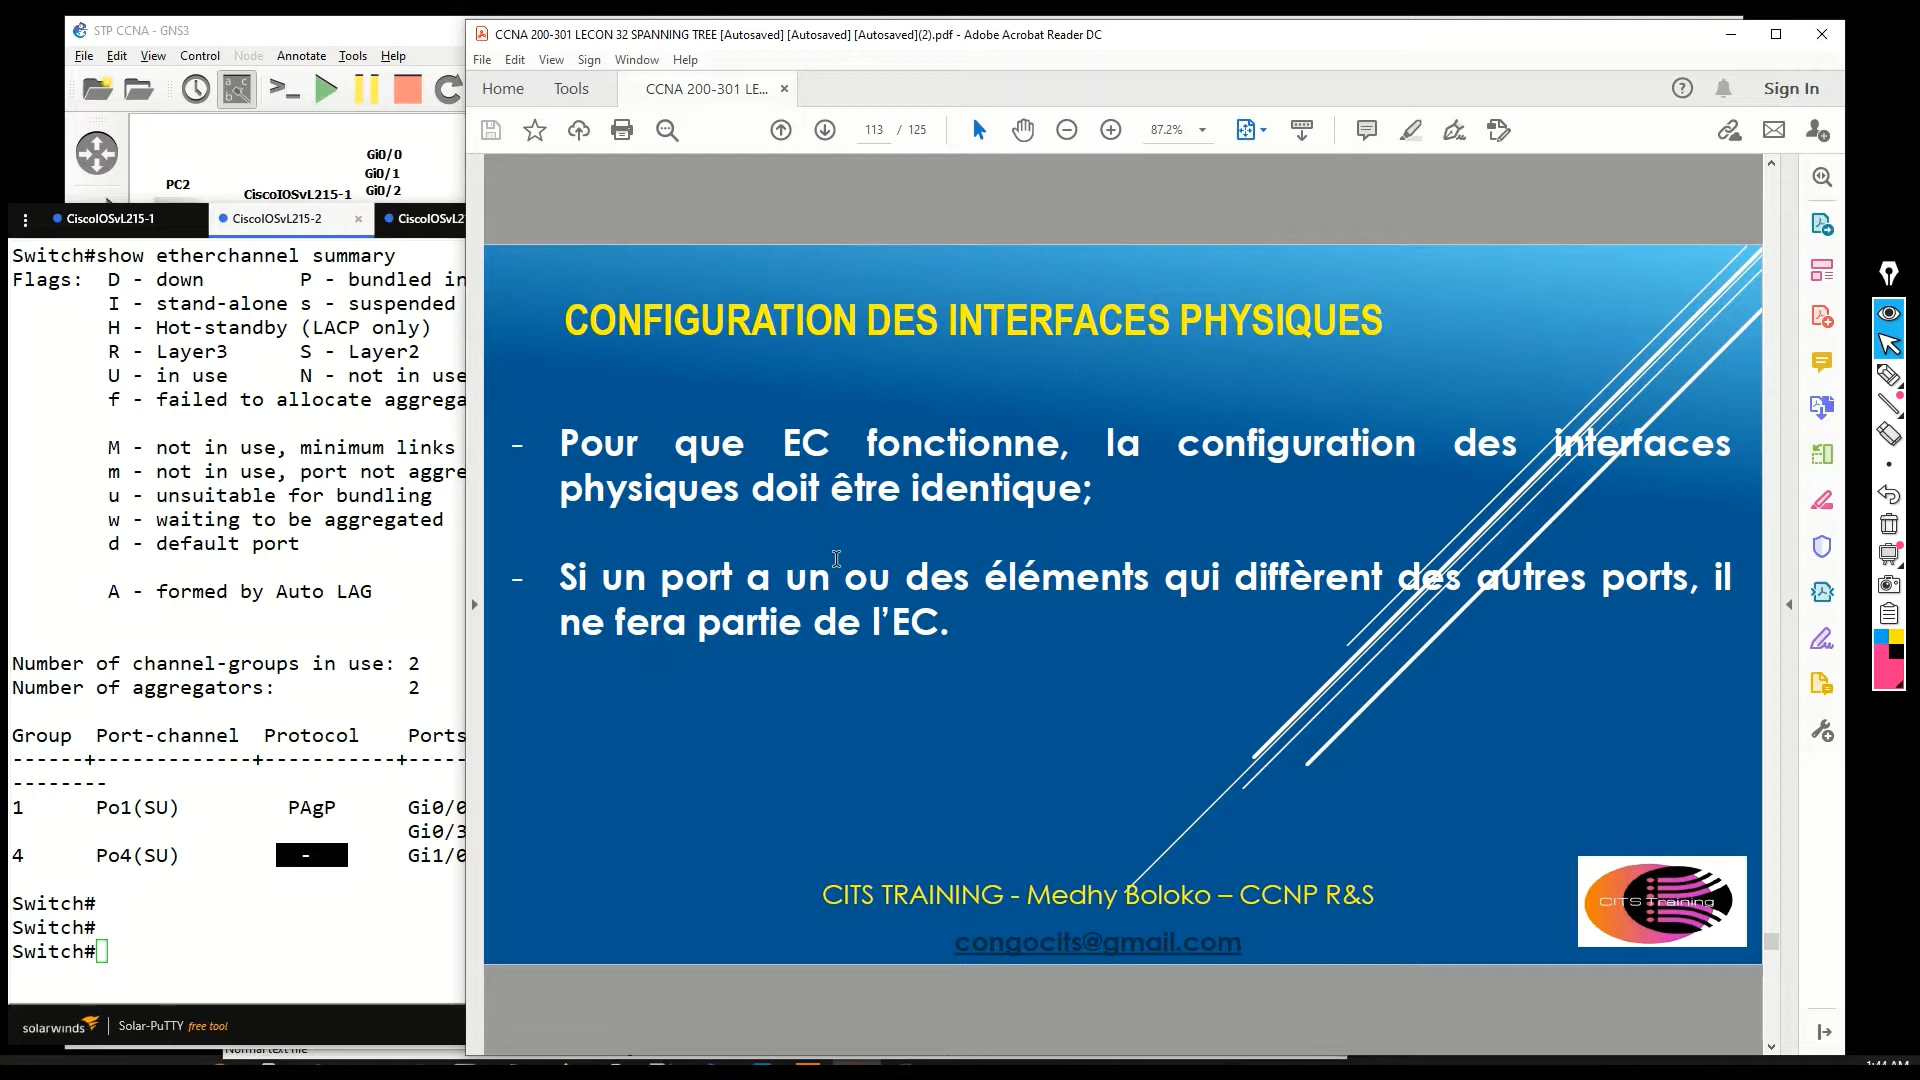 STP CCNA - GNS3
File Edit View Control Node Annotate Tools Help
Gi0/0
Gi0/1
Gi0/2
PC2
CiscoIOSvL215-1
CiscoIOSvL215-1
CiscoIOSvL215-2
CiscoIOSvL2
Switch#show etherchannel summary
Flags: D - down P - bundled in
I - stand-alone s - suspended
H - Hot-standby (LACP only)
R - Layer3 S - Layer2
U - in use N - not in use
f - failed to allocate aggrega
M - not in use, minimum links
m - not in use, port not aggre
u - unsuitable for bundling
w - waiting to be aggregated
d - default port
A - formed by Auto LAG
Number of channel-groups in use: 2
Number of aggregators: 2
Group Port-channel Protocol Ports
------+-------------+-----------+-----
--------
1 Po1(SU) PAgP Gi0/0
Gi0/3
4 Po4(SU) - Gi1/0
Switch#
Switch#
Switch#
solarwinds Solar-PuTTY free tool
Normal text file
CCNA 200-301 LECON 32 SPANNING TREE [Autosaved] [Autosaved] [Autosaved](2).pdf - Adobe Acrobat Reader DC
File Edit View Sign Window Help
Home Tools CCNA 200-301 LE... Sign In
113 / 125 87.2%
CONFIGURATION DES INTERFACES PHYSIQUES
- Pour que EC fonctionne, la configuration des interfaces
physiques doit être identique;
- Si un port a un ou des éléments qui diffèrent des autres ports, il
ne fera partie de l’EC.
CITS TRAINING - Medhy Boloko – CCNP R&S
congocits@gmail.com
CITS Training